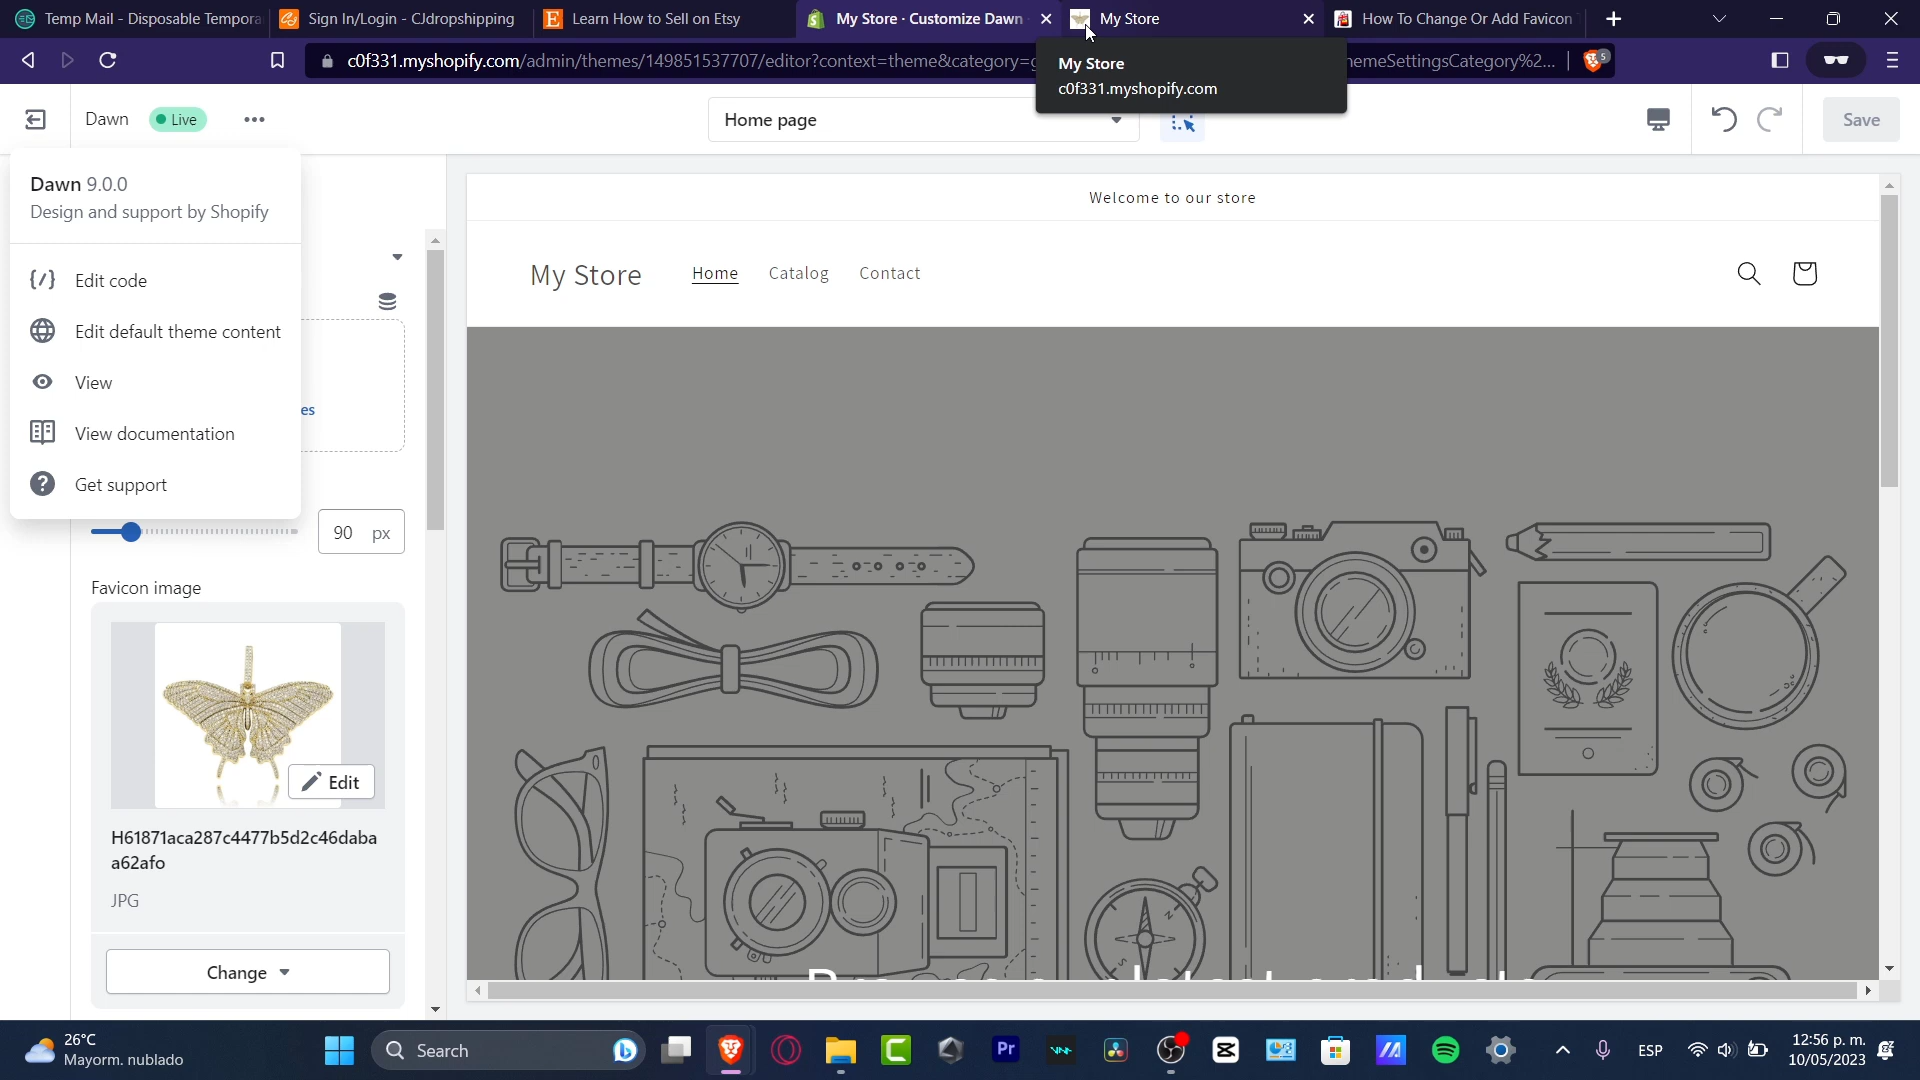 Temp Mail - Disposable Tempora
Sign In/Login - CJdropshipping
Learn How to Sell on Etsy
My Store · Customize Dawn
My Store
How To Change Or Add Favicon
c0f331.myshopify.com/admin/themes/149851537707/editor?context=theme&category=
emeSettingsCategory%2...
5
My Store
c0f331.myshopify.com
Dawn
Live
Home page
Save
Dawn 9.0.0
Design and support by Shopify
Edit code
Edit default theme content
View
View documentation
Get support
es
90 px
Favicon image
Edit
H61871aca287c4477b5d2c46daba
a62afo
JPG
Change
Welcome to our store
My Store
Home
Catalog
Contact
26°C
Mayorm. nublado
Search
Pr
ESP
12:56 p. m.
10/05/2023